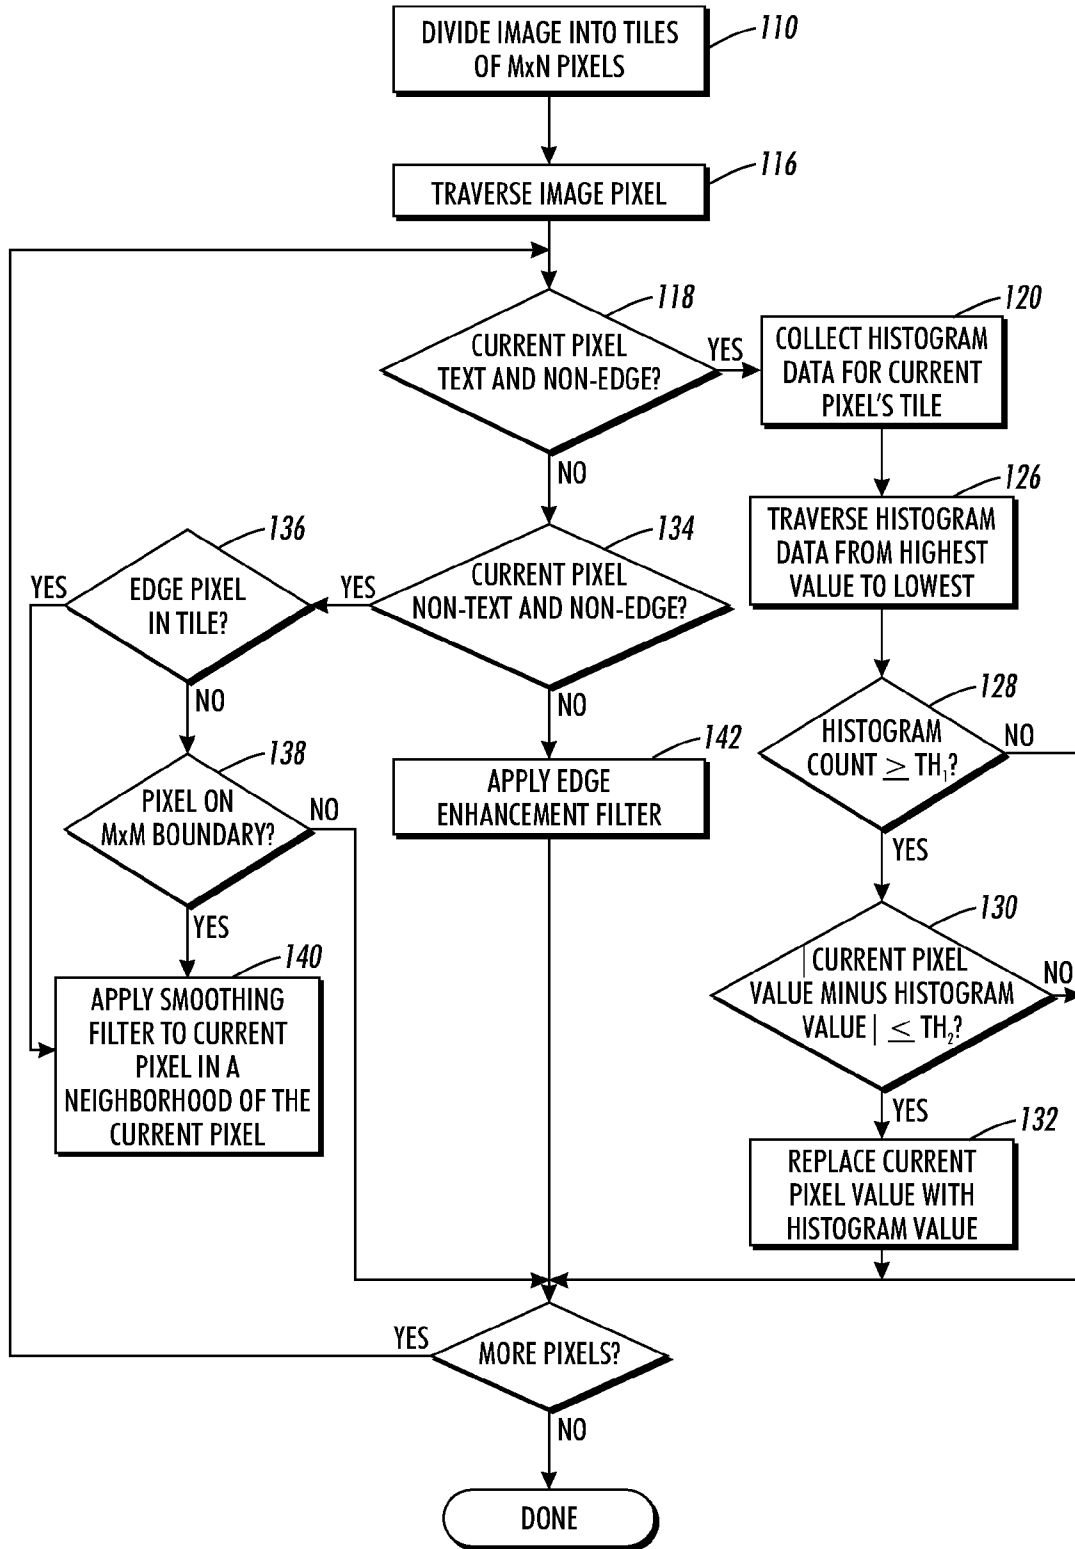 DIVIDE IMAGE INTO TILES
OF MxN PIXELS
110
TRAVERSE IMAGE PIXEL
116
118
CURRENT PIXEL
TEXT AND NON-EDGE?
YES
NO
120
COLLECT HISTOGRAM
DATA FOR CURRENT
PIXEL'S TILE
126
TRAVERSE HISTOGRAM
DATA FROM HIGHEST
VALUE TO LOWEST
128
HISTOGRAM
COUNT ≥ TH₁?
NO
YES
130
| CURRENT PIXEL
VALUE MINUS HISTOGRAM
VALUE | ≤ TH₂?
NO
YES
132
REPLACE CURRENT
PIXEL VALUE WITH
HISTOGRAM VALUE
134
CURRENT PIXEL
NON-TEXT AND NON-EDGE?
YES
NO
136
EDGE PIXEL
IN TILE?
YES
NO
138
PIXEL ON
MxM BOUNDARY?
NO
YES
140
APPLY SMOOTHING
FILTER TO CURRENT
PIXEL IN A
NEIGHBORHOOD OF THE
CURRENT PIXEL
142
APPLY EDGE
ENHANCEMENT FILTER
MORE PIXELS?
YES
NO
DONE